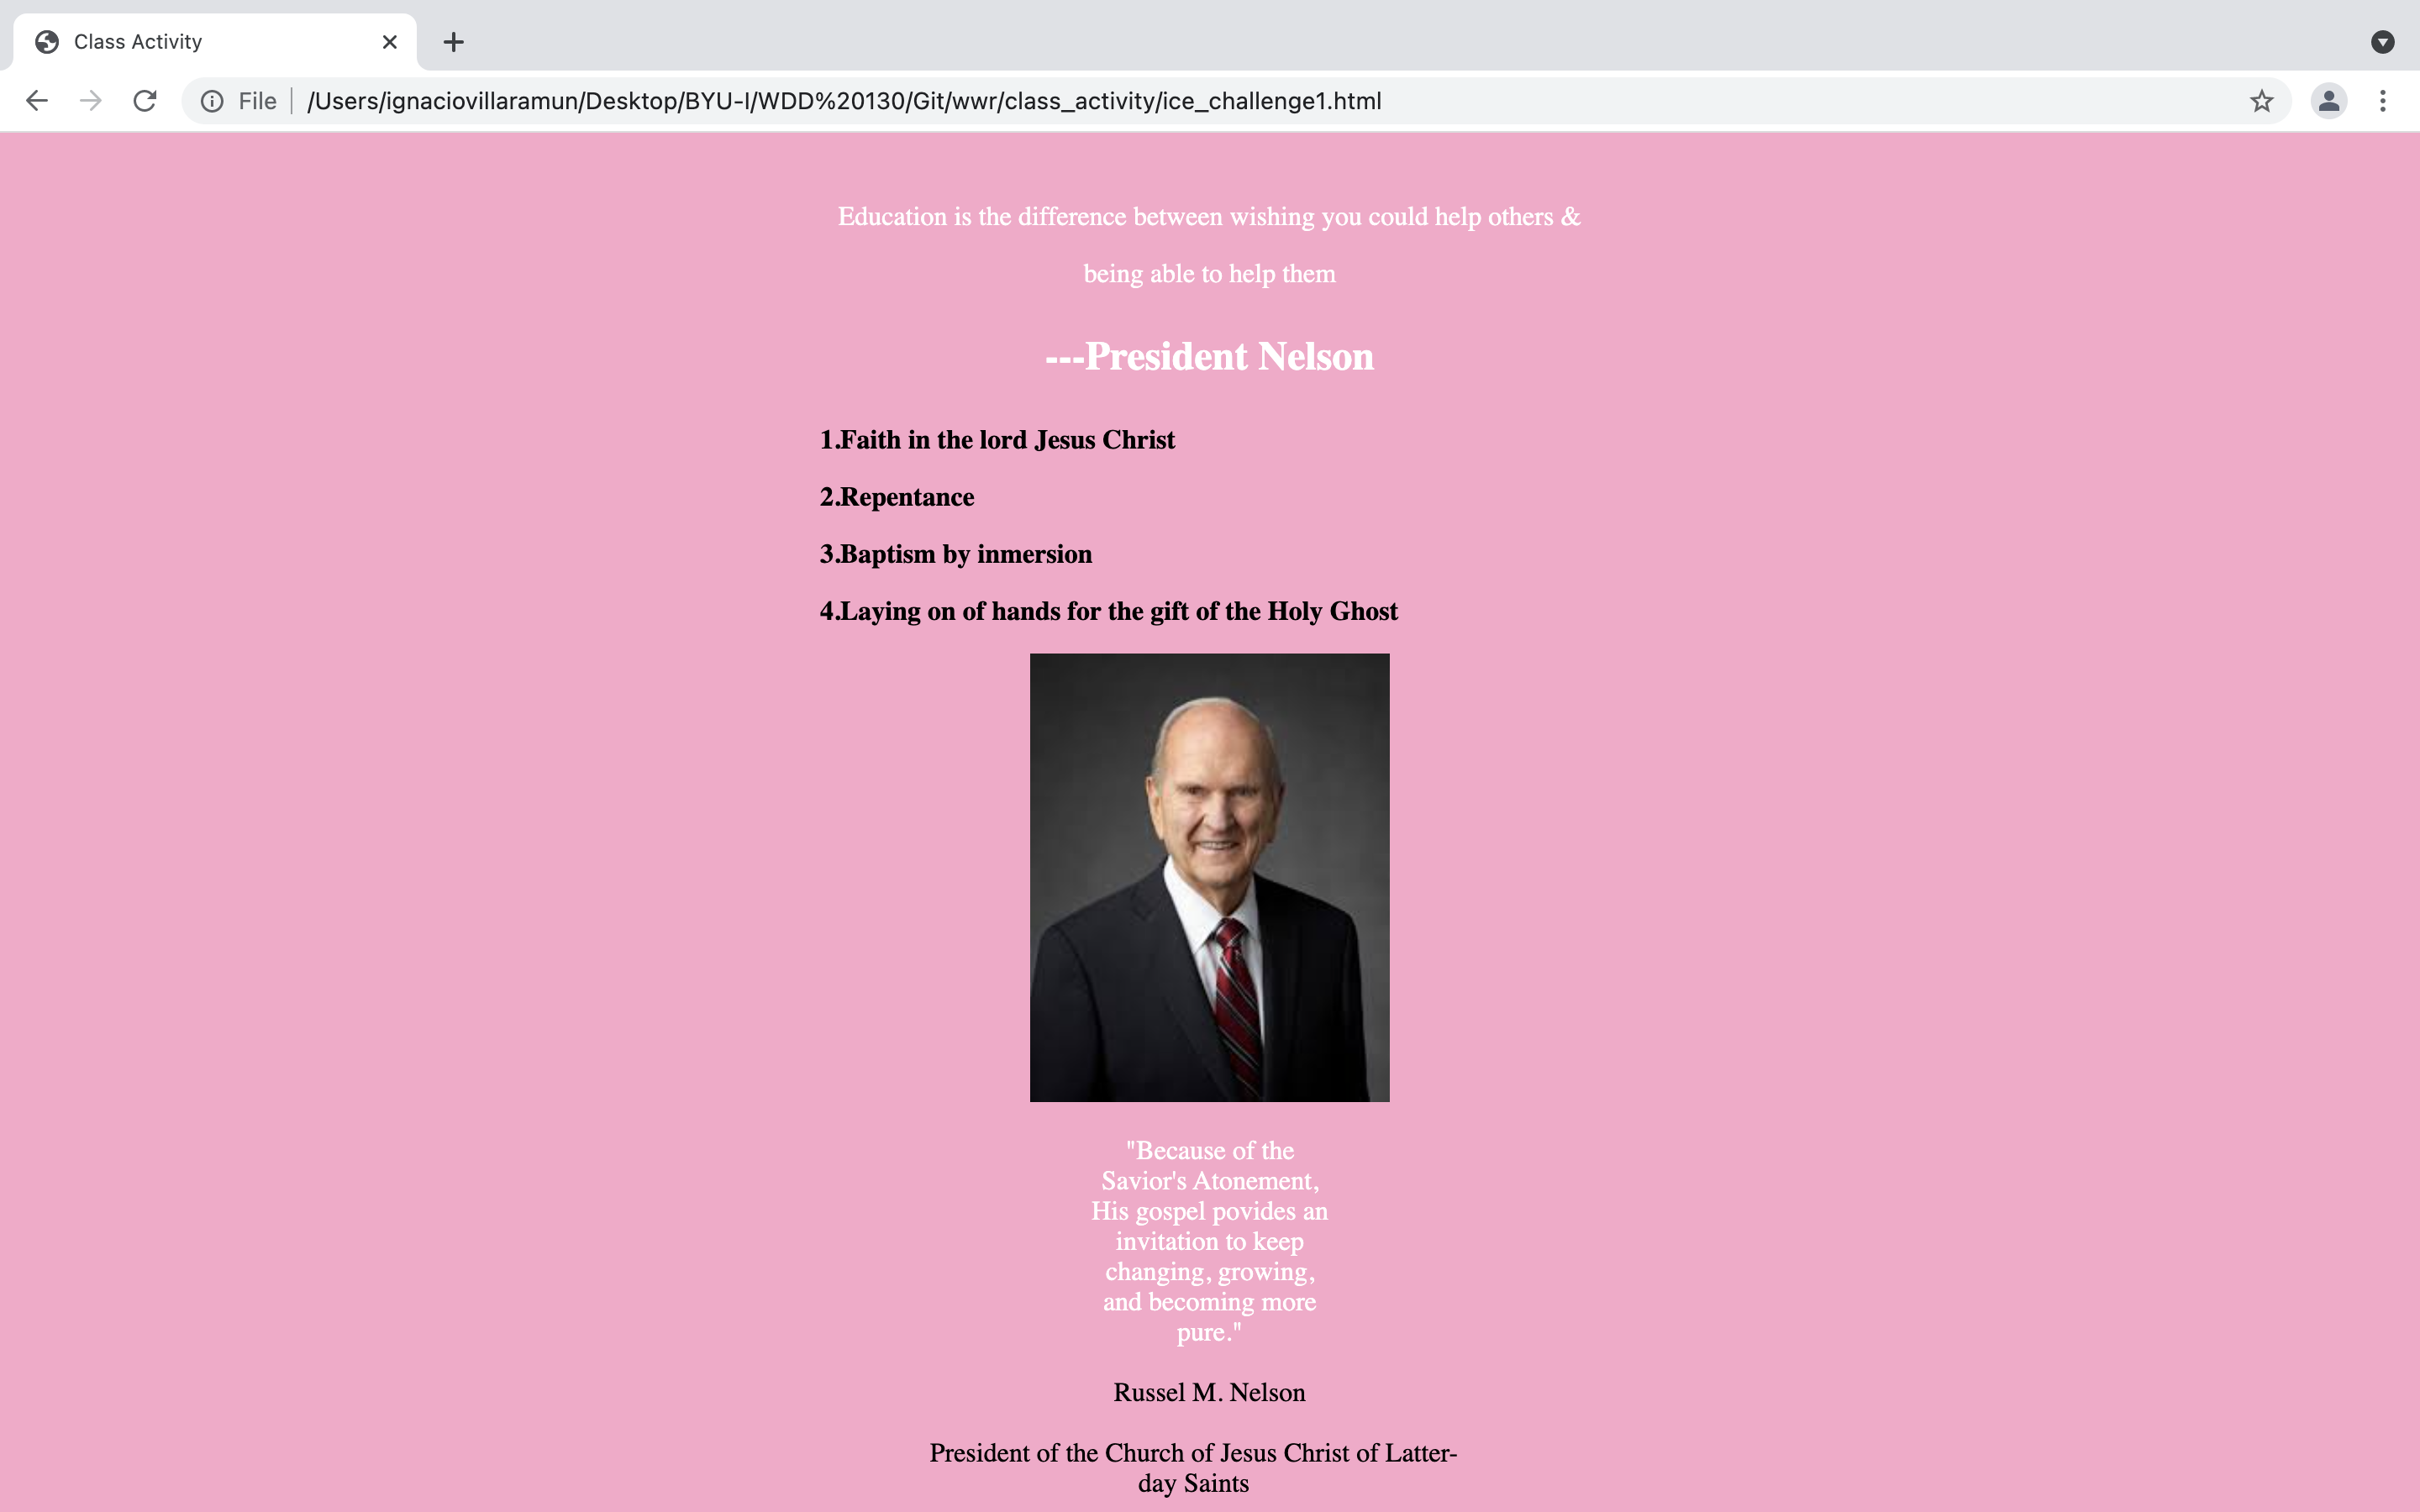 Class Activity
File /Users/ignaciovillaramun/Desktop/BYU-I/WDD%20130/Git/wwr/class_activity/ice_challenge1.html
Education is the difference between wishing you could help others &
being able to help them
---President Nelson
1.Faith in the lord Jesus Christ
2.Repentance
3.Baptism by inmersion
4.Laying on of hands for the gift of the Holy Ghost
"Because of the
Savior's Atonement,
His gospel povides an
invitation to keep
changing, growing,
and becoming more
pure."
Russel M. Nelson
President of the Church of Jesus Christ of Latter-
day Saints